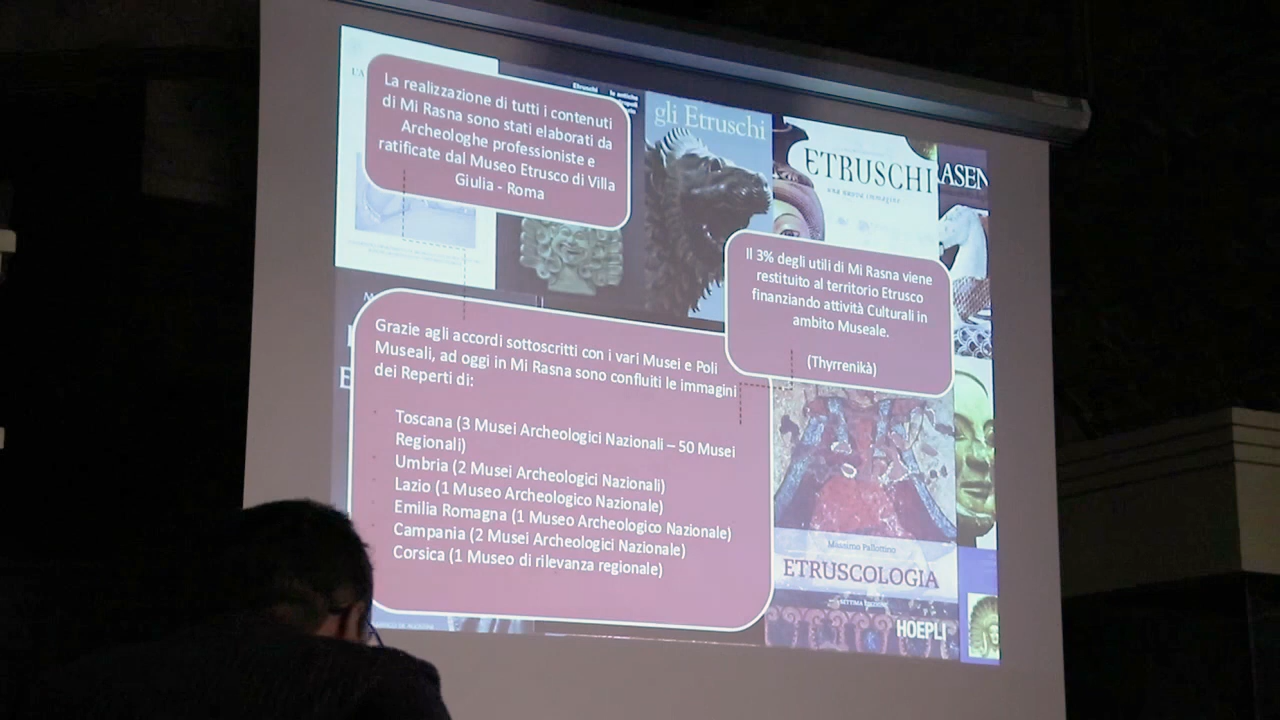 La realizzazione di tutti i contenuti
di Mi Rasna sono stati elaborati da
Archeologhe professioniste e
ratificate dal Museo Etrusco di Villa
Giulia - Roma
Etruschi
le antiche
gli Etruschi
ETRUSCHI
una nuova immagine
ASEN
Il 3% degli utili di Mi Rasna viene
restituito al territorio Etrusco
finanziando attività Culturali in
ambito Museale.
(Thyrrenikà)
Grazie agli accordi sottoscritti con i vari Musei e Poli
Museali, ad oggi in Mi Rasna sono confluiti le immagini
dei Reperti di:
Toscana (3 Musei Archeologici Nazionali – 50 Musei
Regionali)
Umbria (2 Musei Archeologici Nazionali)
Lazio (1 Museo Archeologico Nazionale)
Emilia Romagna (1 Museo Archeologico Nazionale)
Campania (2 Musei Archeologici Nazionale)
Corsica (1 Museo di rilevanza regionale)
Massimo Pallottino
ETRUSCOLOGIA
SETTIMA EDIZIONE
HOEPLI